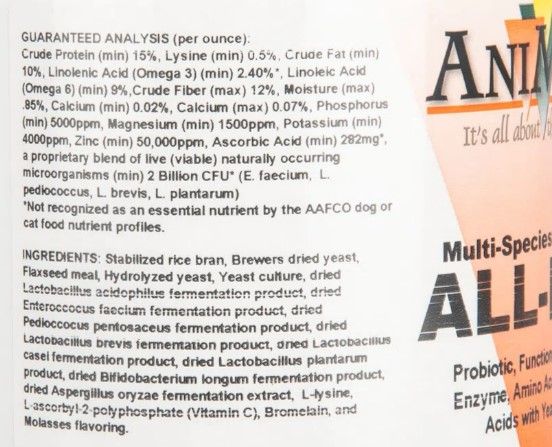 GUARANTEED ANALYSIS (per ounce):
Crude Protein (min) 15%, Lysine (min) 0.5%, Crude Fat (min)
10%, Linolenic Acid (Omega 3) (min) 2.40%*, Linoleic Acid
(Omega 6) (min) 9%,Crude Fiber (max) 12%, Moisture (max)
.85%, Calcium (min) 0.02%, Calcium (max) 0.07%, Phosphorus
(min) 5000ppm, Magnesium (min) 1500ppm, Potassium (min)
4000ppm, Zinc (min) 50,000ppm, Ascorbic Acid (min) 282mg*,
a proprietary blend of live (viable) naturally occurring
microorganisms (min) 2 Billion CFU* (E. faecium, L.
pediococcus, L. brevis, L. plantarum)
*Not recognized as an essential nutrient by the AAFCO dog or
cat food nutrient profiles.
INGREDIENTS: Stabilized rice bran, Brewers dried yeast,
Flaxseed meal, Hydrolyzed yeast, Yeast culture, dried
Lactobacillus acidophilus fermentation product, dried
Enteroccocus faecium fermentation product, dried
Pediococcus pentosaceus fermentation product, dried
Lactobacillus brevis fermentation product, dried Lactobacillus
casei fermentation product, dried Lactobacillus plantarum
product, dried Bifidobacterium longum fermentation product,
dried Aspergillus oryzae fermentation extract, L-lysine,
L-ascorbyl-2-polyphosphate (Vitamin C), Bromelain, and
Molasses flavoring.
ANIM
It's all about
Multi-Species
ALL-
Probiotic, Function
Enzyme, Amino Ac
Acids with Ye